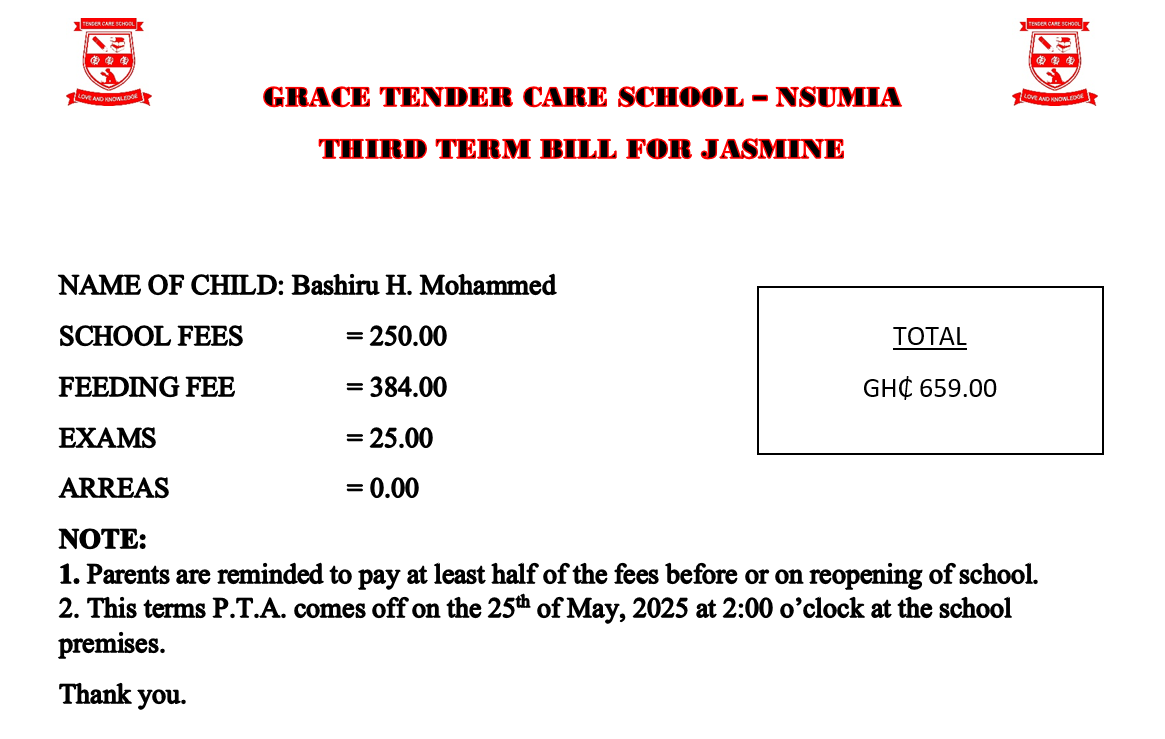 TENDER CARE SCHOOL
LOVE AND KNOWLEDGE
TENDER CARE SCHOOL
LOVE AND KNOWLEDGE
GRACE TENDER CARE SCHOOL – NSUMIA
THIRD TERM BILL FOR JASMINE
NAME OF CHILD: Bashiru H. Mohammed
SCHOOL FEES = 250.00
FEEDING FEE = 384.00
EXAMS = 25.00
ARREAS = 0.00
TOTAL
GH₵ 659.00
NOTE:
1. Parents are reminded to pay at least half of the fees before or on reopening of school.
2. This terms P.T.A. comes off on the 25th of May, 2025 at 2:00 o’clock at the school
premises.
Thank you.